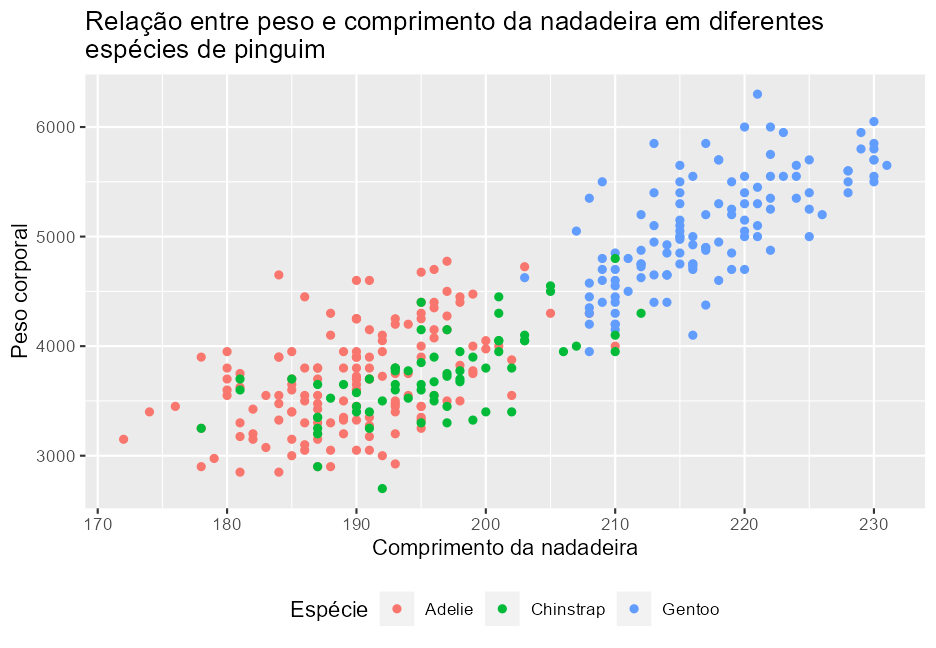 Relação entre peso e comprimento da nadadeira em diferentes
espécies de pinguim
Peso corporal
6000
5000
4000
3000
170 180 190 200 210 220 230
Comprimento da nadadeira
Espécie Adelie Chinstrap Gentoo